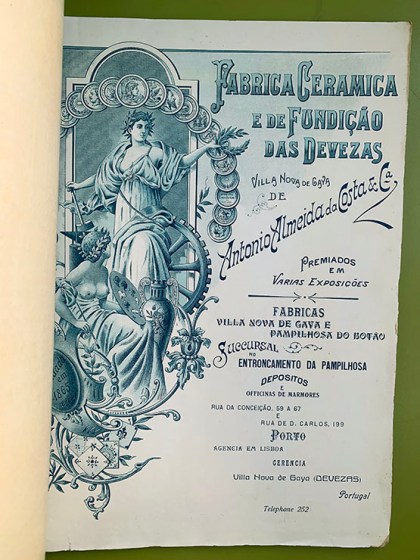 FABRICA CERAMICA
E DE FUNDIÇÃO
DAS DEVEZAS
VILLA NOVA DE GAYA
DE
Antonio Almeida da Costa & Cª
PREMIADOS
EM
VARIAS EXPOSIÇÕES
FABRICAS
VILLA NOVA DE GAYA E
PAMPILHOSA DO BOTÃO
SUCCURSAL
NO
ENTRONCAMENTO DA PAMPILHOSA
DEPOSITOS
E
OFFICINAS DE MARMORES
RUA DA CONCEIÇÃO, 59 A 67
E
RUA DE D. CARLOS, 199
PORTO
AGENCIA EM LISBOA
GERENCIA
Villa Nova de Gaya (DEVEZAS)
Portugal
Telephone 252